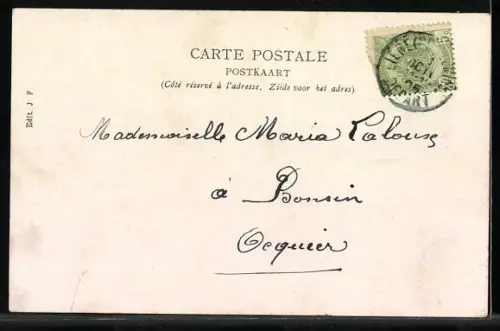 CARTE POSTALE
POSTKAART
(Côté réservé à l'adresse. Zijde voor het adres)
Edit. J. F
Mademoiselle Maria
à Bonsin
Ocquier